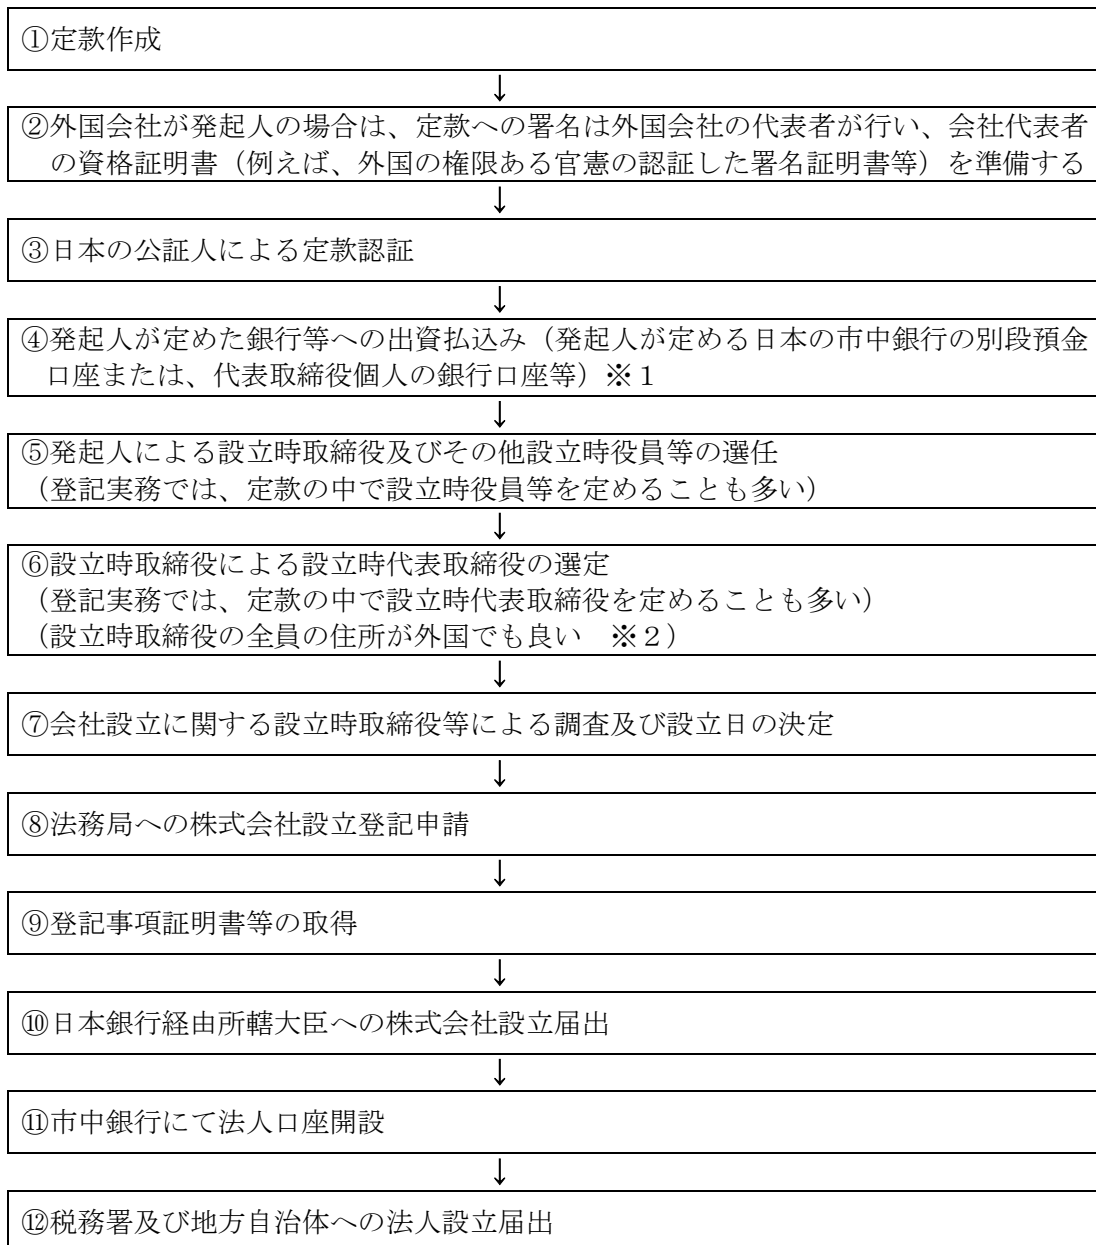 ①定款作成
↓
②外国会社が発起人の場合は、定款への署名は外国会社の代表者が行い、会社代表者
の資格証明書（例えば、外国の権限ある官憲の認証した署名証明書等）を準備する
↓
③日本の公証人による定款認証
↓
④発起人が定めた銀行等への出資払込み（発起人が定める日本の市中銀行の別段預金
口座または、代表取締役個人の銀行口座等）※１
↓
⑤発起人による設立時取締役及びその他設立時役員等の選任
（登記実務では、定款の中で設立時役員等を定めることも多い）
↓
⑥設立時取締役による設立時代表取締役の選定
（登記実務では、定款の中で設立時代表取締役を定めることも多い）
（設立時取締役の全員の住所が外国でも良い　※２）
↓
⑦会社設立に関する設立時取締役等による調査及び設立日の決定
↓
⑧法務局への株式会社設立登記申請
↓
⑨登記事項証明書等の取得
↓
⑩日本銀行経由所轄大臣への株式会社設立届出
↓
⑪市中銀行にて法人口座開設
↓
⑫税務署及び地方自治体への法人設立届出